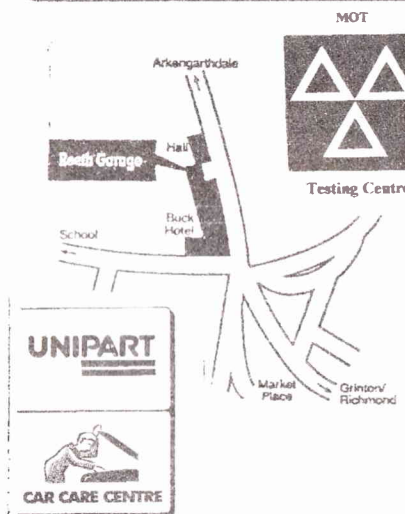 MOT
Arkengarthdale
Hall
Reeth Garage
Testing Centre
Buck
Hotel
School
UNIPART
Market
Place
Grinton/
Richmond
CAR CARE CENTRE